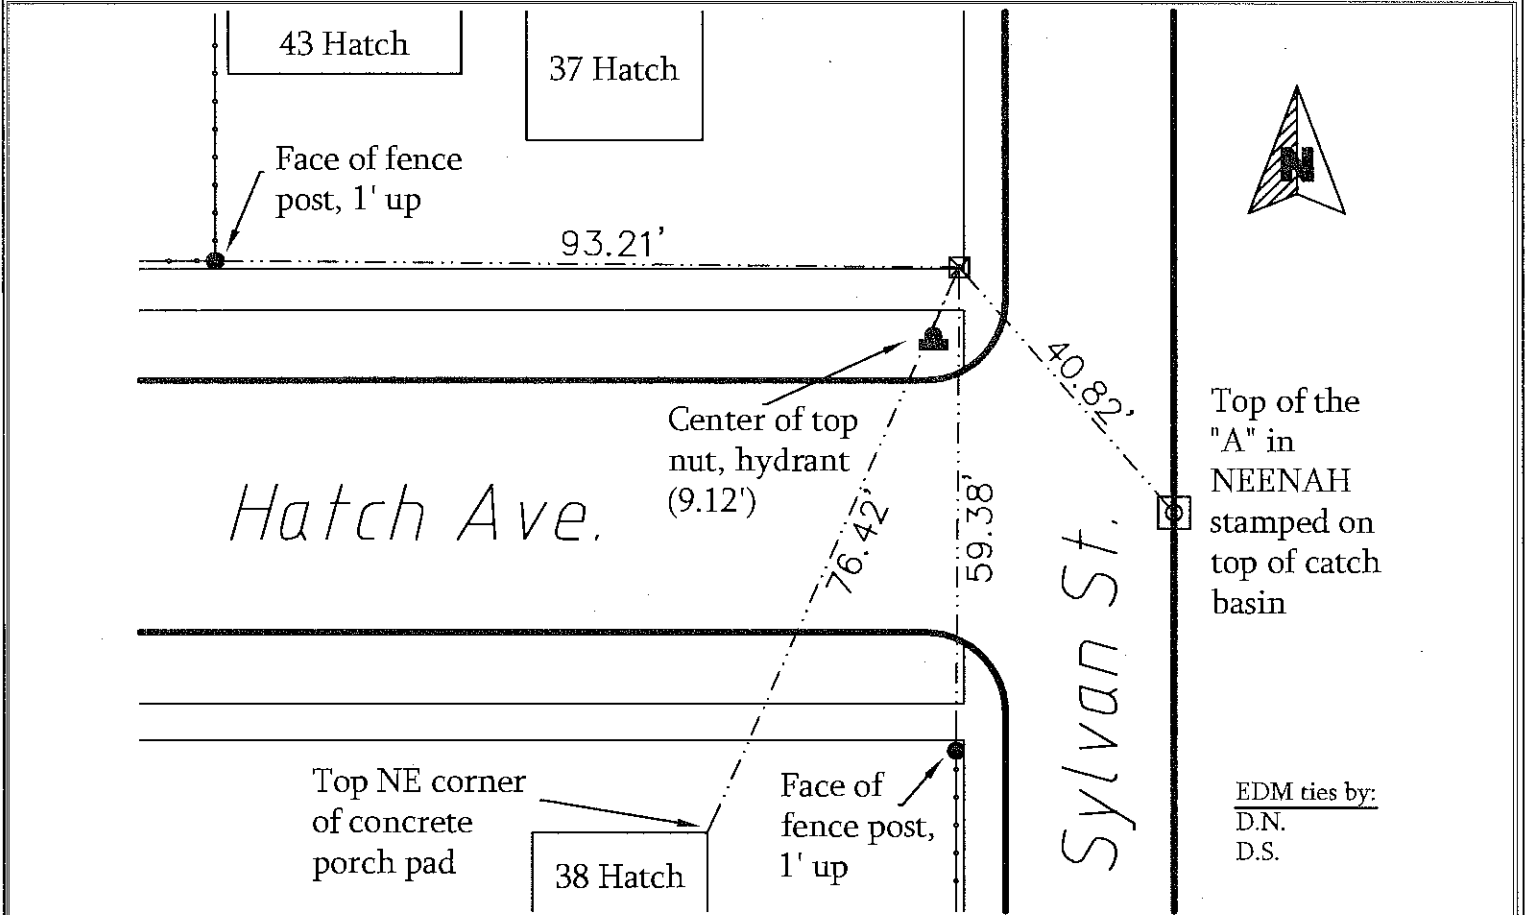 43 Hatch
37 Hatch
N
Face of fence
post, 1' up
93.21'
40.82'
Center of top
nut, hydrant
(9.12')
Top of the
"A" in
NEENAH
stamped on
top of catch
basin
Hatch Ave.
76.42'
59.38'
Sylvan St.
Top NE corner
of concrete
porch pad
Face of
fence post,
1' up
38 Hatch
EDM ties by:
D.N.
D.S.